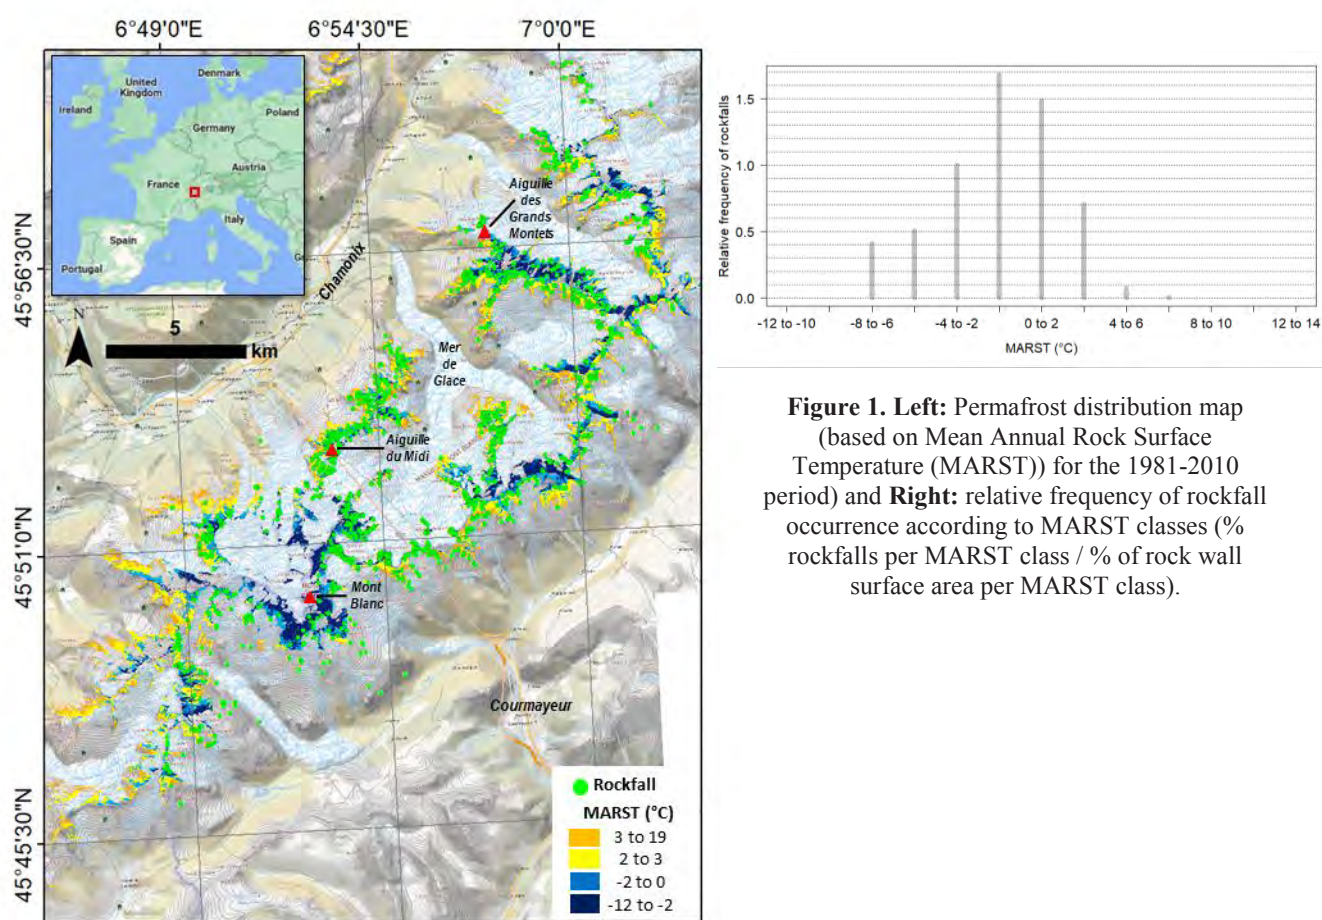 6°49'0"E 6°54'30"E 7°0'0"E
Denmark
United
Kingdom
Ireland
Poland
Germany
Austria
France
Italy
Spain
Portugal
45°56'30"N
45°51'0"N
45°45'30"N
N
5
km
Chamonix
Aiguille
des
Grands
Montets
Mer
de
Glace
Aiguille
du Midi
Mont
Blanc
Courmayeur
Rockfall
MARST (°C)
3 to 19
2 to 3
-2 to 0
-12 to -2
Relative frequency of rockfalls
1.5
1.0
0.5
0.0
-12 to -10 -8 to -6 -4 to -2 0 to 2 4 to 6 8 to 10 12 to 14
MARST (°C)
Figure 1. Left: Permafrost distribution map
(based on Mean Annual Rock Surface
Temperature (MARST)) for the 1981-2010
period) and Right: relative frequency of rockfall
occurrence according to MARST classes (%
rockfalls per MARST class / % of rock wall
surface area per MARST class).